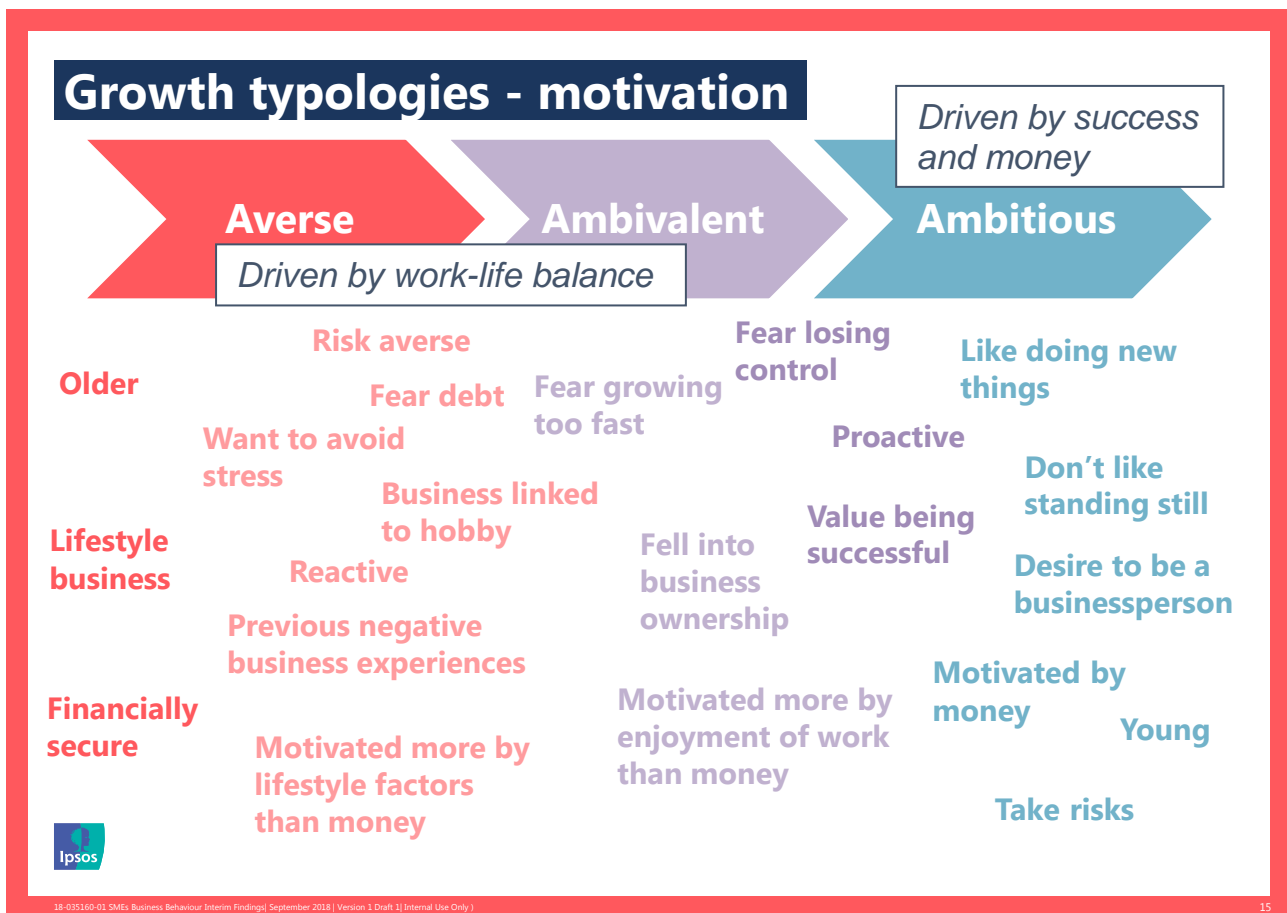 Growth typologies - motivation
Driven by success
and money
Averse
Ambivalent
Ambitious
Driven by work-life balance
Older
Lifestyle
business
Financially
secure
Risk averse
Fear debt
Want to avoid
stress
Business linked
to hobby
Reactive
Previous negative
business experiences
Motivated more by
lifestyle factors
than money
Fear growing
too fast
Fell into
business
ownership
Motivated more by
enjoyment of work
than money
Fear losing
control
Proactive
Value being
successful
Like doing new
things
Don’t like
standing still
Desire to be a
businessperson
Motivated by
money
Young
Take risks
Ipsos
18-035160-01 SMEs Business Behaviour Interim Findings| September 2018 | Version 1 Draft 1| Internal Use Only )
15